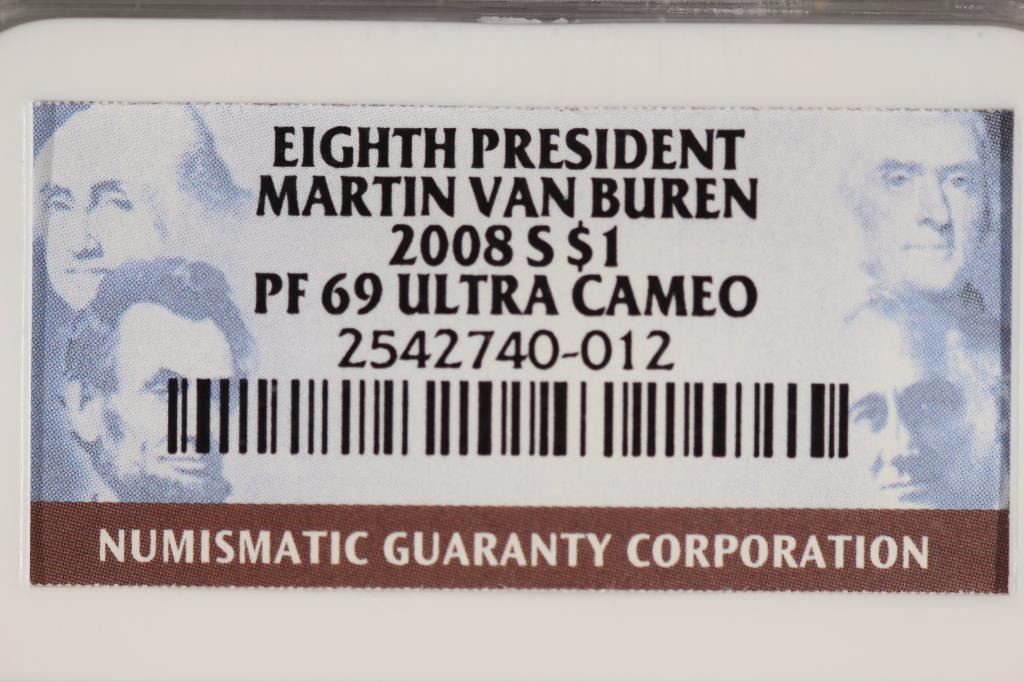 EIGHTH PRESIDENT
MARTIN VAN BUREN
2008 S $1
PF 69 ULTRA CAMEO
2542740-012
NUMISMATIC GUARANTY CORPORATION